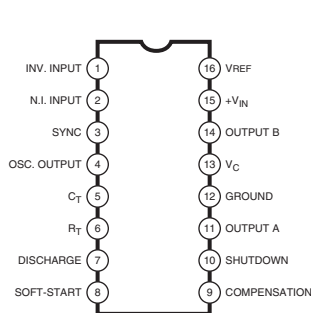 INV. INPUT 1 16 VREF
N.I. INPUT 2 15 +VIN
SYNC 3 14 OUTPUT B
OSC. OUTPUT 4 13 VC
CT 5 12 GROUND
RT 6 11 OUTPUT A
DISCHARGE 7 10 SHUTDOWN
SOFT-START 8 9 COMPENSATION